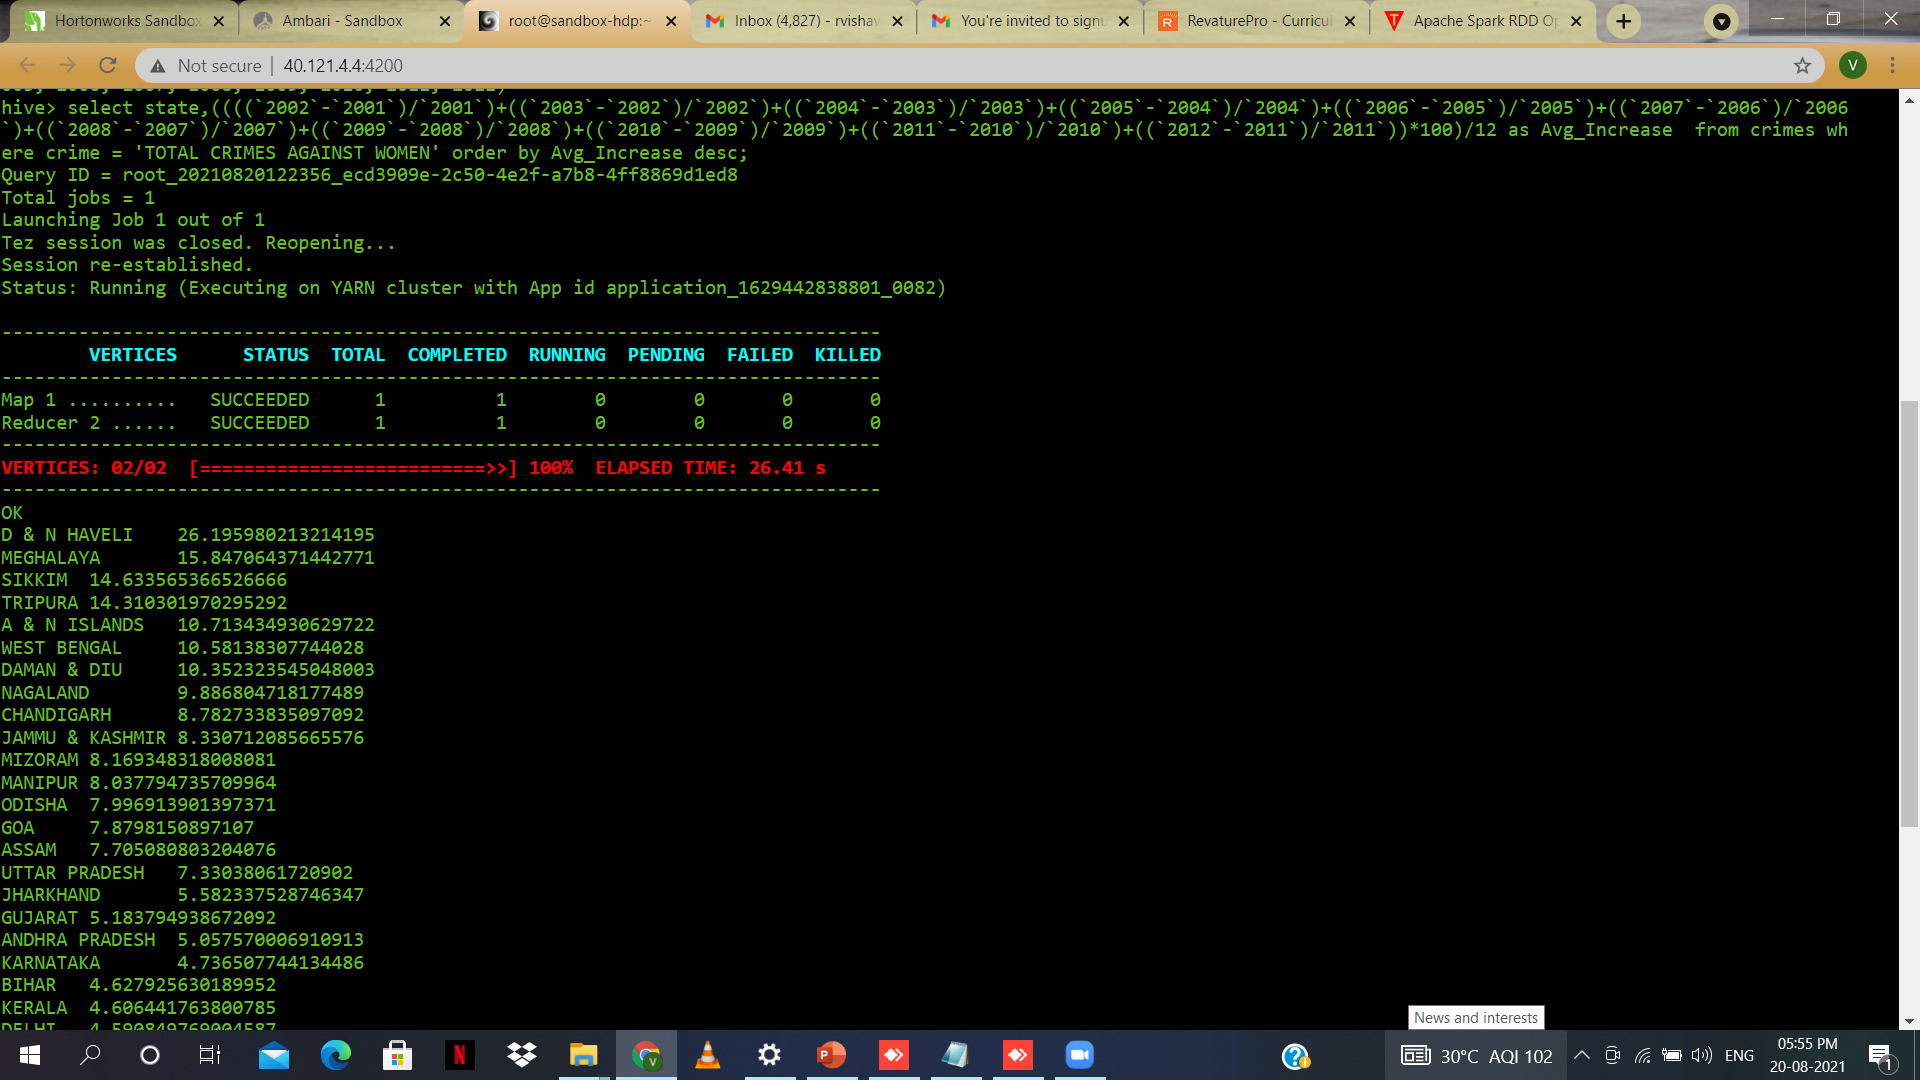 Hortonworks Sandbox
Ambari - Sandbox
root@sandbox-hdp:~
Inbox (4,827) - rvishav
You're invited to signu
RevaturePro - Curricul
Apache Spark RDD Op
Not secure | 40.121.4.4:4200
V
hive> select state,((((`2002`-`2001`)/`2001`)+((`2003`-`2002`)/`2002`)+((`2004`-`2003`)/`2003`)+((`2005`-`2004`)/`2004`)+((`2006`-`2005`)/`2005`)+((`2007`-`2006`)/`2006
`)+((`2008`-`2007`)/`2007`)+((`2009`-`2008`)/`2008`)+((`2010`-`2009`)/`2009`)+((`2011`-`2010`)/`2010`)+((`2012`-`2011`)/`2011`))*100)/12 as Avg_Increase  from crimes wh
ere crime = 'TOTAL CRIMES AGAINST WOMEN' order by Avg_Increase desc;
Query ID = root_20210820122356_ecd3909e-2c50-4e2f-a7b8-4ff8869d1ed8
Total jobs = 1
Launching Job 1 out of 1
Tez session was closed. Reopening...
Session re-established.
Status: Running (Executing on YARN cluster with App id application_1629442838801_0082)
--------------------------------------------------------------------------------
VERTICES STATUS TOTAL COMPLETED RUNNING PENDING FAILED KILLED
--------------------------------------------------------------------------------
Map 1 .......... SUCCEEDED 1 1 0 0 0 0
Reducer 2 ...... SUCCEEDED 1 1 0 0 0 0
--------------------------------------------------------------------------------
VERTICES: 02/02 [==========================>>] 100% ELAPSED TIME: 26.41 s
--------------------------------------------------------------------------------
OK
D & N HAVELI 26.195980213214195
MEGHALAYA 15.847064371442771
SIKKIM 14.633565366526666
TRIPURA 14.310301970295292
A & N ISLANDS 10.713434930629722
WEST BENGAL 10.58138307744028
DAMAN & DIU 10.352323545048003
NAGALAND 9.886804718177489
CHANDIGARH 8.782733835097092
JAMMU & KASHMIR 8.330712085665576
MIZORAM 8.169348318008081
MANIPUR 8.037794735709964
ODISHA 7.996913901397371
GOA 7.8798150897107
ASSAM 7.705080803204076
UTTAR PRADESH 7.33038061720902
JHARKHAND 5.582337528746347
GUJARAT 5.183794938672092
ANDHRA PRADESH 5.057570006910913
KARNATAKA 4.736507744134486
BIHAR 4.627925630189952
KERALA 4.606441763800785
DELHI 4.590849769004587
News and interests
30°C AQI 102
ENG
05:55 PM
20-08-2021
1